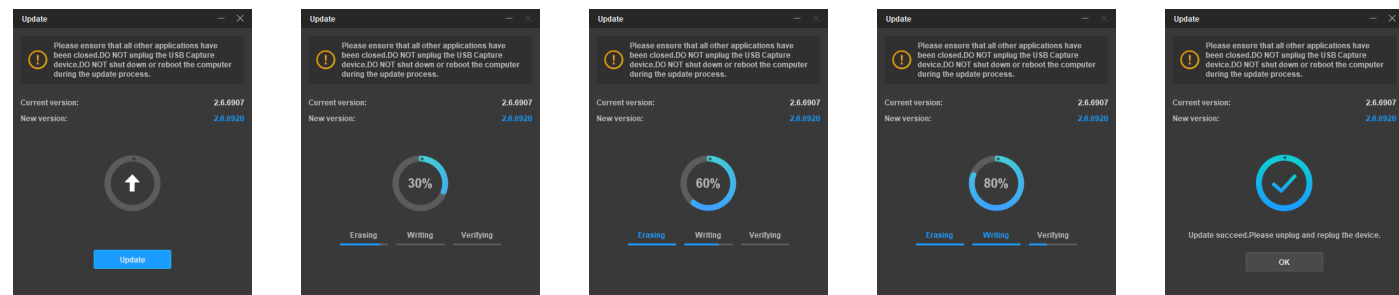 Update
Please ensure that all other applications have
been closed.DO NOT unplug the USB Capture
device.DO NOT shut down or reboot the computer
during the update process.
Current version: 2.6.6907
New version: 2.6.6920
Update
Update
Please ensure that all other applications have
been closed.DO NOT unplug the USB Capture
device.DO NOT shut down or reboot the computer
during the update process.
Current version: 2.6.6907
New version: 2.6.6920
30%
Erasing Writing Verifying
Update
Please ensure that all other applications have
been closed.DO NOT unplug the USB Capture
device.DO NOT shut down or reboot the computer
during the update process.
Current version: 2.6.6907
New version: 2.6.6920
60%
Erasing Writing Verifying
Update
Please ensure that all other applications have
been closed.DO NOT unplug the USB Capture
device.DO NOT shut down or reboot the computer
during the update process.
Current version: 2.6.6907
New version: 2.6.6920
80%
Erasing Writing Verifying
Update
Please ensure that all other applications have
been closed.DO NOT unplug the USB Capture
device.DO NOT shut down or reboot the computer
during the update process.
Current version: 2.6.6907
New version: 2.6.6920
Update succeed.Please unplug and replug the device.
OK